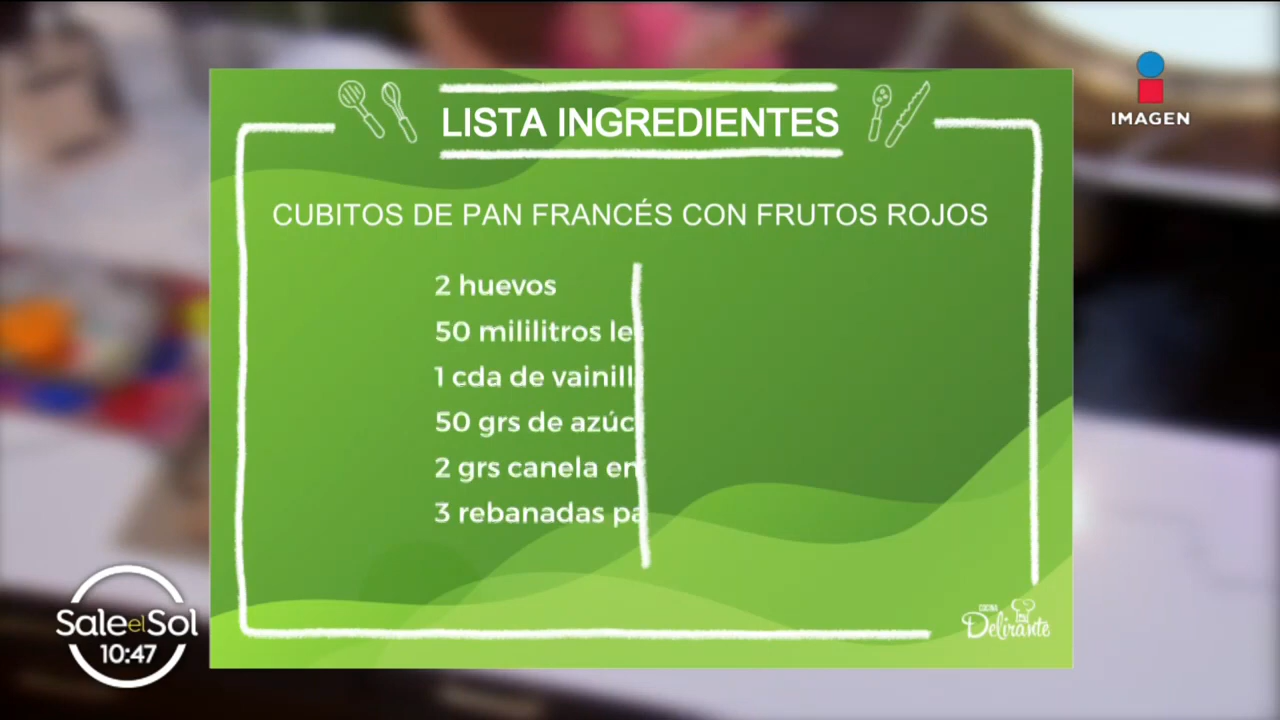 LISTA INGREDIENTES
IMAGEN
CUBITOS DE PAN FRANCÉS CON FRUTOS ROJOS
2 huevos
50 mililitros le
1 cda de vainill
50 grs de azúc
2 grs canela en
3 rebanadas pa
COCINA
Delirante
Sale el Sol
10:47